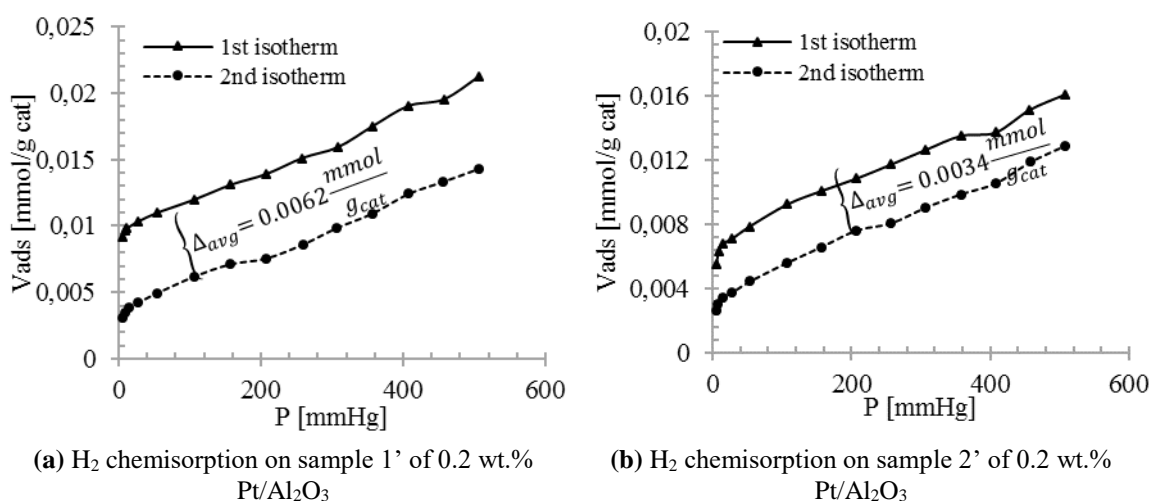 0,025
0,02
0,015
0,01
0,005
0
Vads [mmol/g cat]
1st isotherm
2nd isotherm
Δavg = 0.0062 mmol/gcat
0 200 400 600
P [mmHg]
(a) H₂ chemisorption on sample 1’ of 0.2 wt.%
Pt/Al₂O₃
0,02
0,016
0,012
0,008
0,004
0
Vads [mmol/g cat]
1st isotherm
2nd isotherm
Δavg = 0.0034 mmol/gcat
0 200 400 600
P [mmHg]
(b) H₂ chemisorption on sample 2’ of 0.2 wt.%
Pt/Al₂O₃